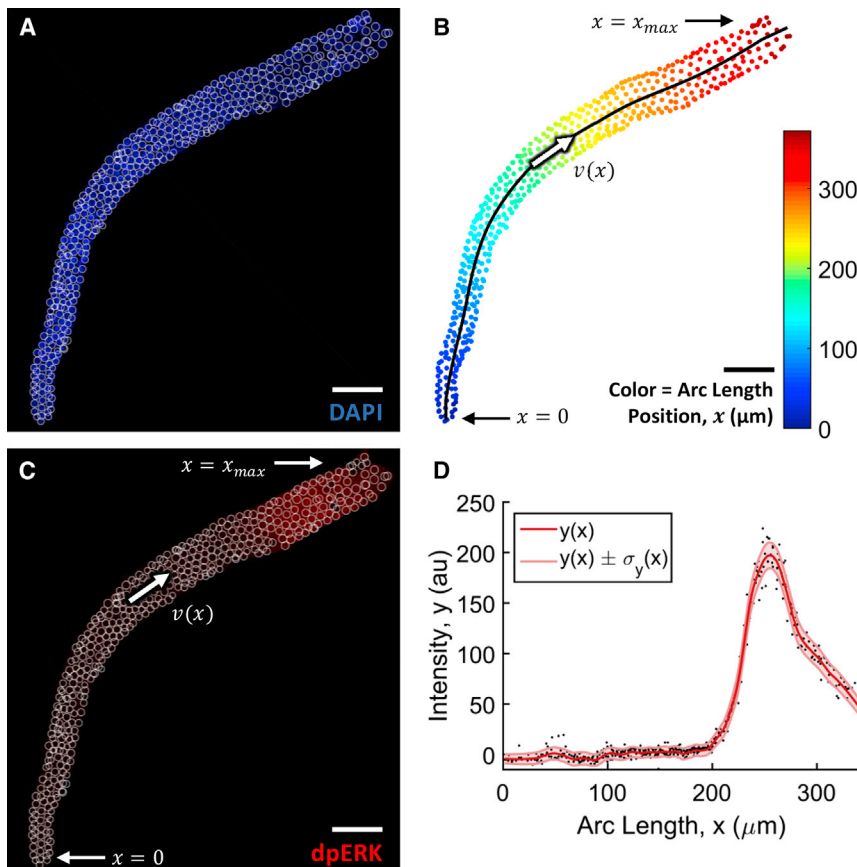 A
DAPI
B
x = x_max
v(x)
300
200
100
0
Color = Arc Length
Position, x (μm)
x = 0
C
x = x_max
v(x)
x = 0
dpERK
D
250
200
150
100
50
0
Intensity, y (au)
y(x)
y(x) ± σ_y(x)
0 100 200 300
Arc Length, x (μm)